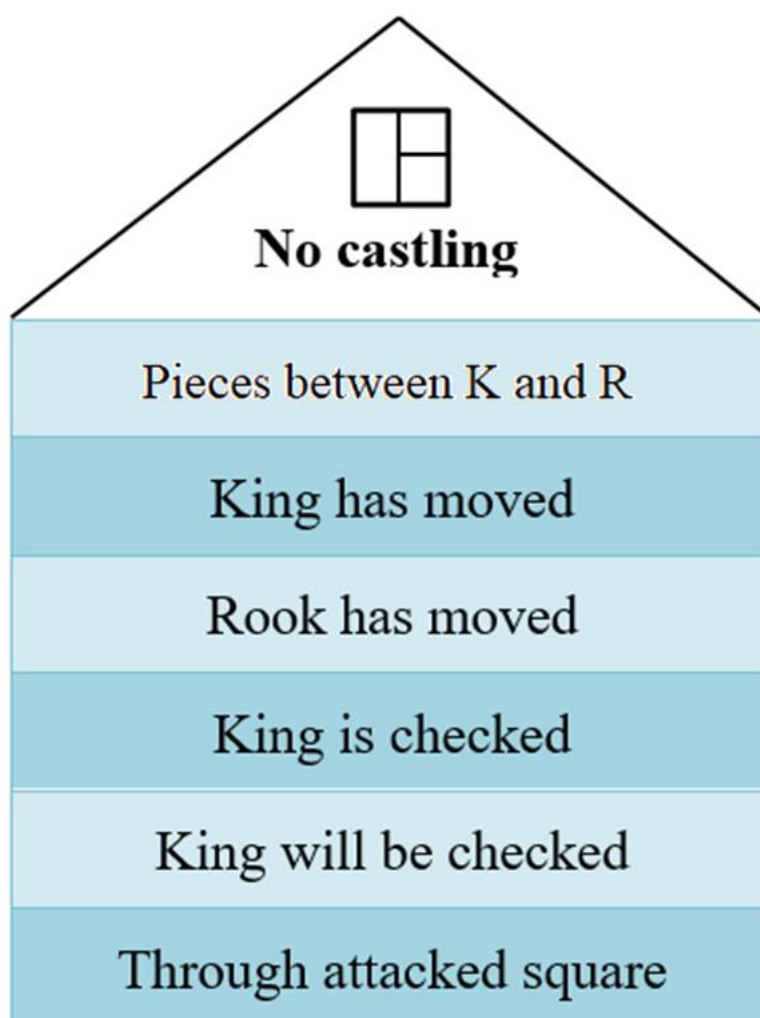 No castling
Pieces between K and R
King has moved
Rook has moved
King is checked
King will be checked
Through attacked square